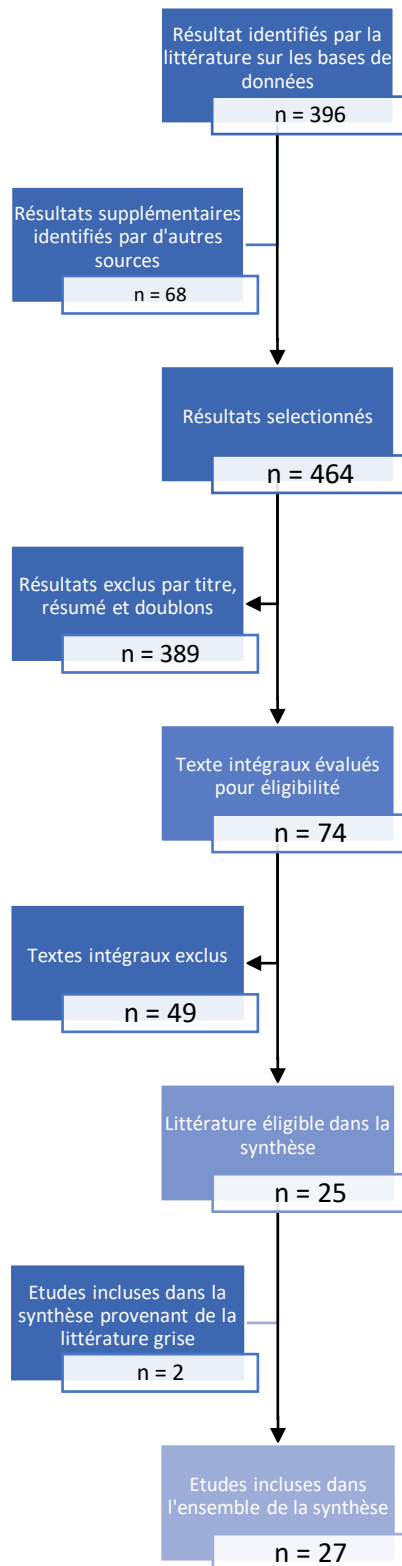 Résultat identifiés par la
littérature sur les bases de
données
n = 396
Résultats supplémentaires
identifiés par d'autres
sources
n = 68
Résultats selectionnés
n = 464
Résultats exclus par titre,
résumé et doublons
n = 389
Texte intégraux évalués
pour éligibilité
n = 74
Textes intégraux exclus
n = 49
Littérature éligible dans la
synthèse
n = 25
Etudes incluses dans la
synthèse provenant de la
littérature grise
n = 2
Etudes incluses dans
l'ensemble de la synthèse
n = 27